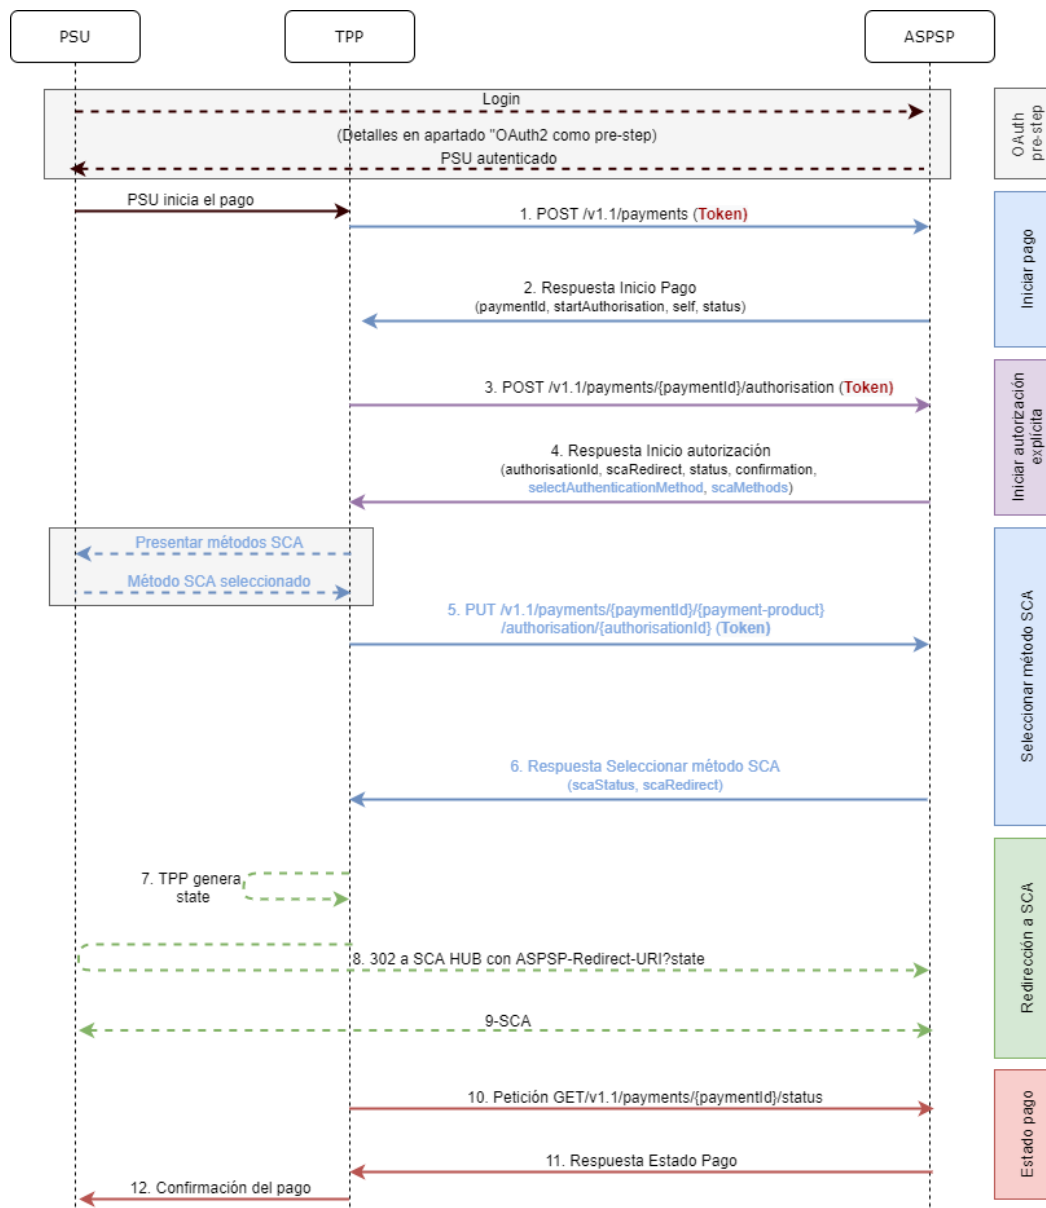 PSU
TPP
ASPSP
Login
(Detalles en apartado "OAuth2 como pre-step)
PSU autenticado
OAuth
pre-step
PSU inicia el pago
1. POST /v1.1/payments (Token)
2. Respuesta Inicio Pago
(paymentId, startAuthorisation, self, status)
Iniciar pago
3. POST /v1.1/payments/{paymentId}/authorisation (Token)
4. Respuesta Inicio autorización
(authorisationId, scaRedirect, status, confirmation,
selectAuthenticationMethod, scaMethods)
Iniciar autorización
explícita
Presentar métodos SCA
Método SCA seleccionado
5. PUT /v1.1/payments/{paymentId}/{payment-product}
/authorisation/{authorisationId} (Token)
6. Respuesta Seleccionar método SCA
(scaStatus, scaRedirect)
Seleccionar método SCA
7. TPP genera
state
8. 302 a SCA HUB con ASPSP-Redirect-URI?state
9-SCA
Redirección a SCA
10. Petición GET/v1.1/payments/{paymentId}/status
11. Respuesta Estado Pago
12. Confirmación del pago
Estado pago